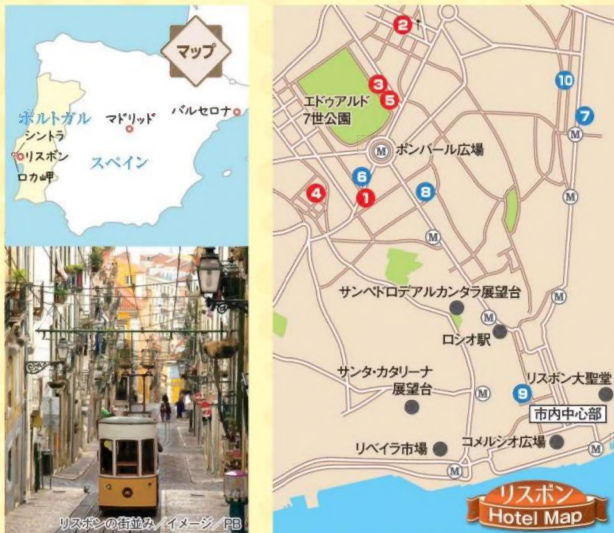 マップ
ポルトガル
マドリッド
バルセロナ
シントラ
リスボン
スペイン
ロカ岬
リスボンの街並み/イメージ/PB
2
3
エドゥアルド
7世公園
5
10
7
M
M
ポンバール広場
6
4
1
8
M
M
サンペドロデアルカンタラ展望台
ロシオ駅
M
サンタ・カタリーナ
展望台
M
9
リスボン大聖堂
市内中心部
リベイラ市場
コメルシオ広場
M
M
リスボン
Hotel Map